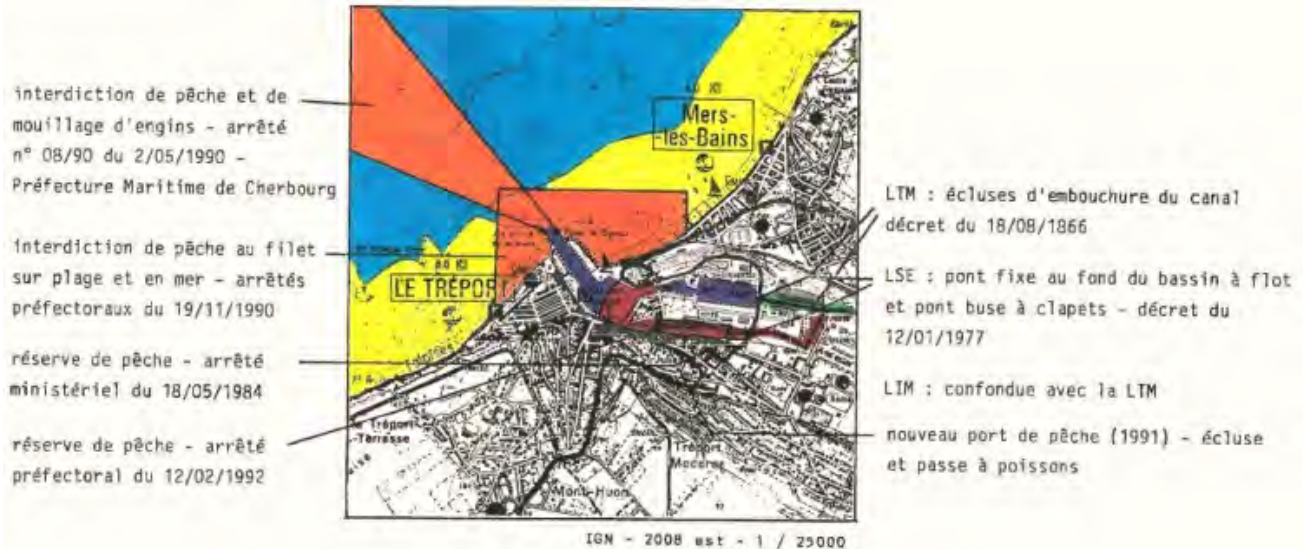 interdiction de pêche et de
mouillage d'engins - arrêté
n° 08/90 du 2/05/1990 -
Préfecture Maritime de Cherbourg
interdiction de pêche au filet
sur plage et en mer - arrêtés
préfectoraux du 19/11/1990
réserve de pêche - arrêté
ministériel du 18/05/1984
réserve de pêche - arrêté
préfectoral du 12/02/1992
Mers-
-les-Bains
LE TRÉPORT
le Tréport
Terrasse
Mont-Huon
Tréport
LTM : écluses d'embouchure du canal
décret du 18/08/1866
LSE : pont fixe au fond du bassin à flot
et pont buse à clapets - décret du
12/01/1977
LIM : confondue avec la LTM
nouveau port de pêche (1991) - écluse
et passe à poissons
IGN - 2008 est - 1 / 25000